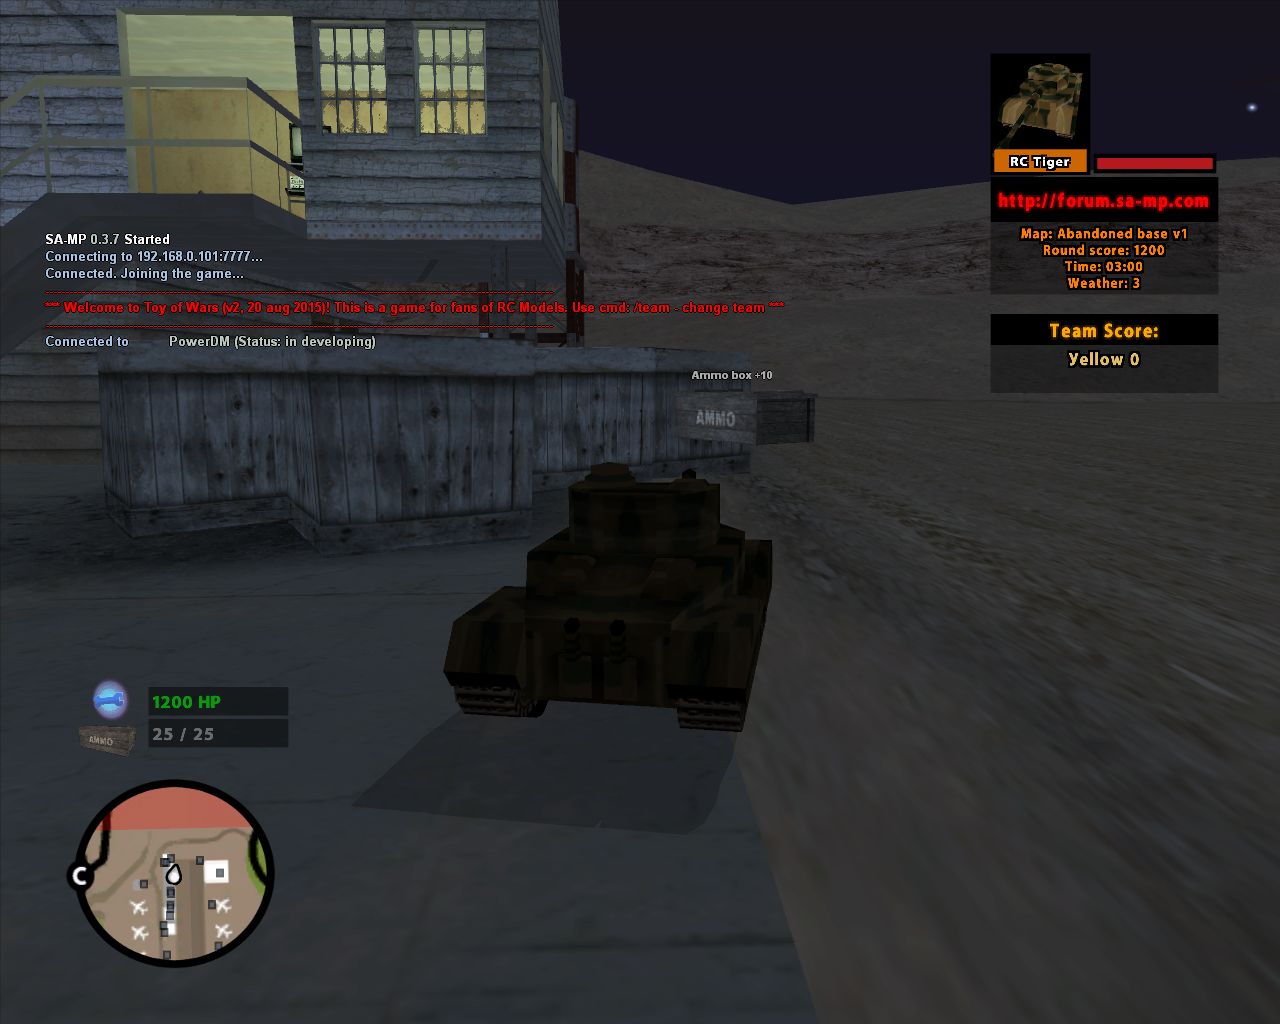 RC Tiger
http://forum.sa-mp.com
Map: Abandoned base v1
Round score: 1200
Time: 03:00
Weather: 3
Team Score:
Yellow 0
SA-MP 0.3.7 Started
Connecting to 192.168.0.101:7777...
Connected. Joining the game...
*** Welcome to Toy of Wars (v2, 20 aug 2015)! This is a game for fans of RC Models. Use cmd: /team - change team ***
Connected to PowerDM (Status: in developing)
Ammo box +10
AMMO
1200 HP
AMMO
25 / 25
C